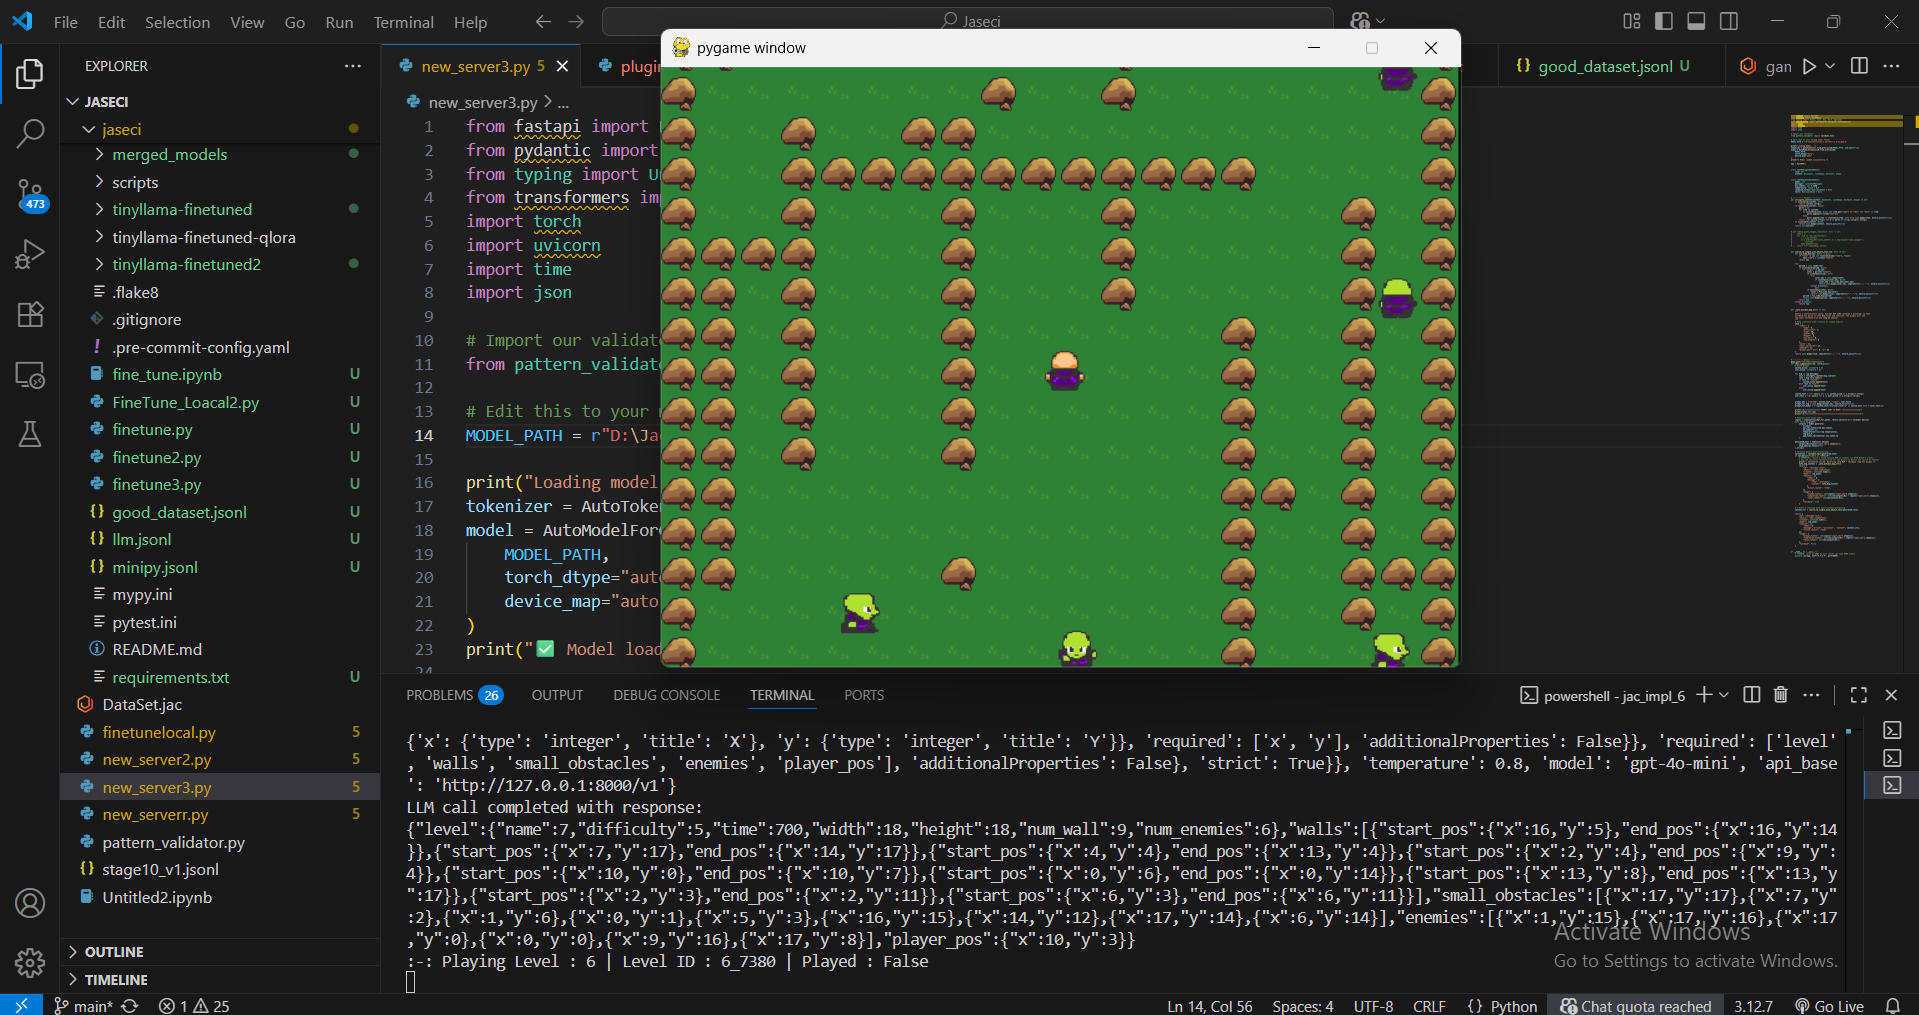 File Edit Selection View Go Run Terminal Help
Jaseci
EXPLORER
JASECI
jaseci
merged_models
scripts
tinyllama-finetuned
tinyllama-finetuned-qlora
tinyllama-finetuned2
.flake8
.gitignore
.pre-commit-config.yaml
fine_tune.ipynb U
FineTune_Loacal2.py U
finetune.py U
finetune2.py U
finetune3.py U
good_dataset.jsonl U
llm.jsonl U
minipy.jsonl U
mypy.ini
pytest.ini
README.md
requirements.txt U
DataSet.jac
finetunelocal.py 5
new_server2.py 5
new_server3.py 5
new_serverr.py 5
pattern_validator.py
stage10_v1.jsonl
Untitled2.ipynb
OUTLINE
TIMELINE
473
new_server3.py 5
plugi
good_dataset.jsonl U
gan
new_server3.py > ...
1 from fastapi import
2 from pydantic import
3 from typing import U
4 from transformers im
5 import torch
6 import uvicorn
7 import time
8 import json
9
10 # Import our validat
11 from pattern_validat
12
13 # Edit this to your
14 MODEL_PATH = r"D:\Ja
15
16 print("Loading model
17 tokenizer = AutoToke
18 model = AutoModelFor
19 MODEL_PATH,
20 torch_dtype="aut
21 device_map="auto
22 )
23 print("✅ Model load
24
pygame window
PROBLEMS 26 OUTPUT DEBUG CONSOLE TERMINAL PORTS
powershell - jac_impl_6
{'x': {'type': 'integer', 'title': 'X'}, 'y': {'type': 'integer', 'title': 'Y'}}, 'required': ['x', 'y'], 'additionalProperties': False}}, 'required': ['level'
, 'walls', 'small_obstacles', 'enemies', 'player_pos'], 'additionalProperties': False}, 'strict': True}}, 'temperature': 0.8, 'model': 'gpt-4o-mini', 'api_base
': 'http://127.0.0.1:8000/v1'}
LLM call completed with response:
{"level":{"name":7,"difficulty":5,"time":700,"width":18,"height":18,"num_wall":9,"num_enemies":6},"walls":[{"start_pos":{"x":16,"y":5},"end_pos":{"x":16,"y":14
}},{"start_pos":{"x":7,"y":17},"end_pos":{"x":14,"y":17}},{"start_pos":{"x":4,"y":4},"end_pos":{"x":13,"y":4}},{"start_pos":{"x":2,"y":4},"end_pos":{"x":9,"y":
4}},{"start_pos":{"x":10,"y":0},"end_pos":{"x":10,"y":7}},{"start_pos":{"x":0,"y":6},"end_pos":{"x":0,"y":14}},{"start_pos":{"x":13,"y":8},"end_pos":{"x":13,"y
":17}},{"start_pos":{"x":2,"y":3},"end_pos":{"x":2,"y":11}},{"start_pos":{"x":6,"y":3},"end_pos":{"x":6,"y":11}}],"small_obstacles":[{"x":17,"y":17},{"x":7,"y"
:2},{"x":1,"y":6},{"x":0,"y":1},{"x":5,"y":3},{"x":16,"y":15},{"x":14,"y":12},{"x":17,"y":14},{"x":6,"y":14}],"enemies":[{"x":1,"y":15},{"x":17,"y":16},{"x":17
,"y":0},{"x":0,"y":0},{"x":9,"y":16},{"x":17,"y":8}],"player_pos":{"x":10,"y":3}}
:-: Playing Level : 6 | Level ID : 6_7380 | Played : False
Activate Windows
Go to Settings to activate Windows.
main* 1 25
Ln 14, Col 56 Spaces: 4 UTF-8 CRLF { } Python Chat quota reached 3.12.7 Go Live